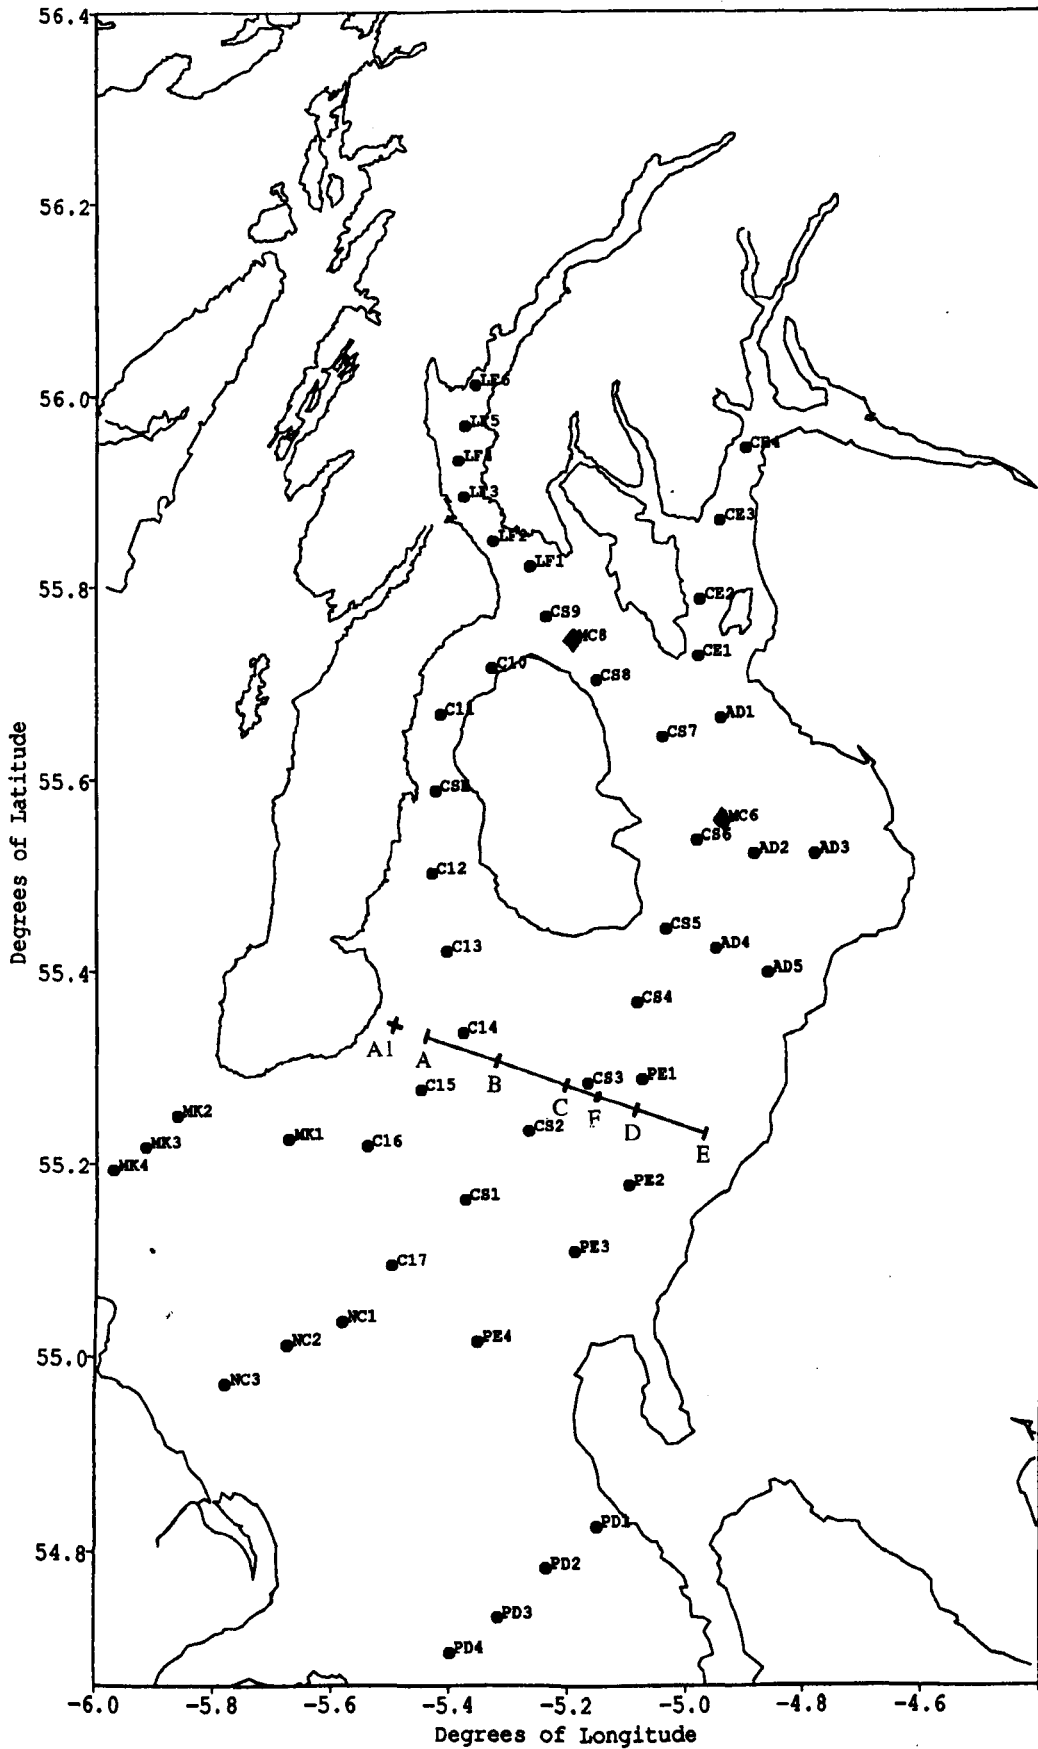 56.4
56.2
LF6
56.0
LF5
CE4
LF4
LF3
CE3
LF2
LF1
55.8
CE2
CS9
MC8
CE1
C10
CS8
C11
AD1
CS7
55.6
MC6
CS6
AD2
AD3
C12
CS5
C13
AD4
55.4
AD5
CS4
C14
A1
A
CS3
PE1
B
C15
C
F
MK2
CS2
D
MK3
MK1
C16
E
55.2
MK4
PE2
CS1
PE3
C17
NC1
NC2
PE4
55.0
NC3
PD1
54.8
PD2
PD3
PD4
-6.0
-5.8
-5.6
-5.4
-5.2
-5.0
-4.8
-4.6
Degrees of Longitude
Degrees of Latitude